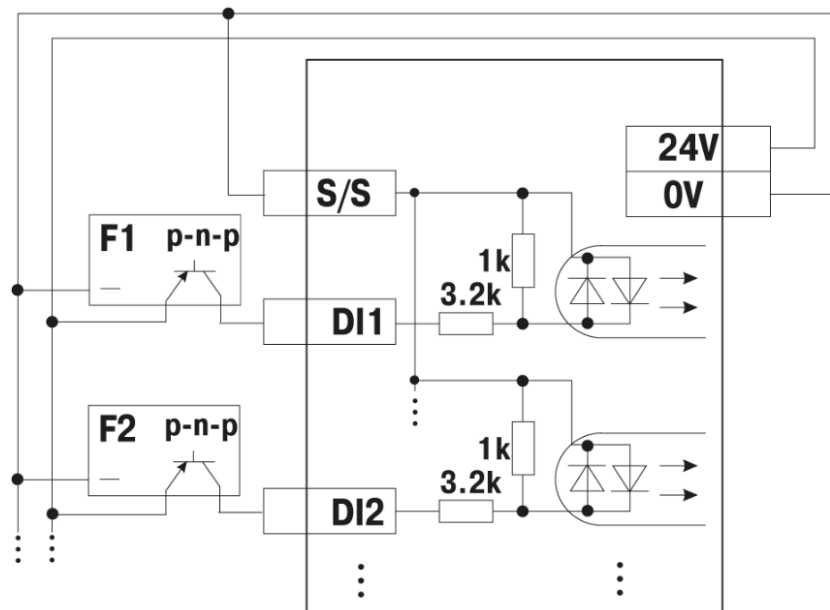 24V
S/S
0V
F1 p-n-p
—
1k
3.2k
DI1
F2 p-n-p
—
1k
3.2k
DI2